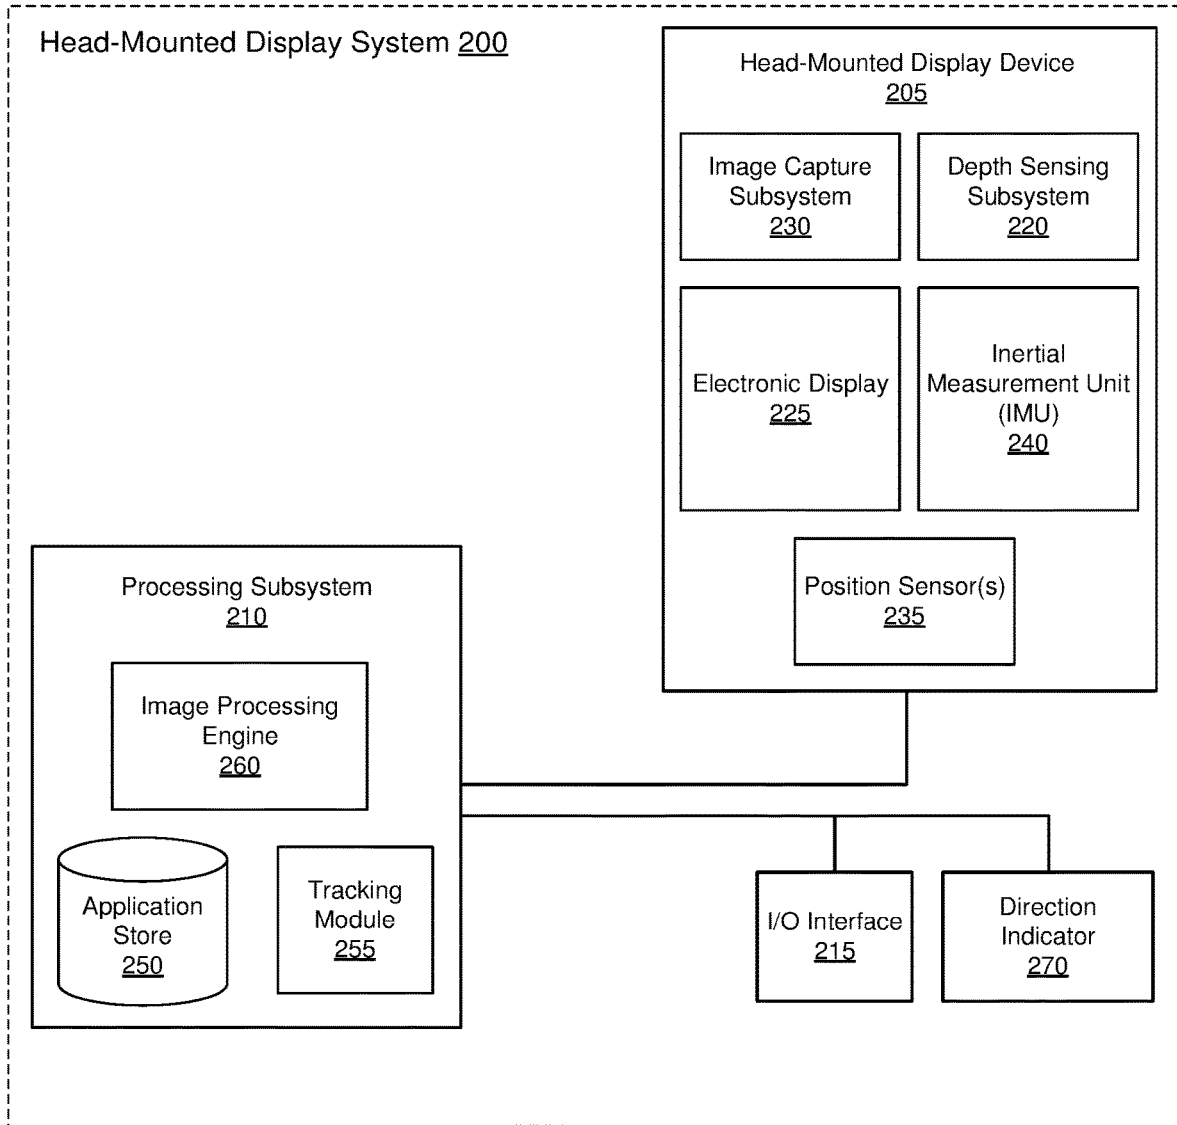 Head-Mounted Display System 200
Head-Mounted Display Device
205
Image Capture
Subsystem
230
Depth Sensing
Subsystem
220
Electronic Display
225
Inertial
Measurement Unit
(IMU)
240
Position Sensor(s)
235
Processing Subsystem
210
Image Processing
Engine
260
Application
Store
250
Tracking
Module
255
I/O Interface
215
Direction
Indicator
270